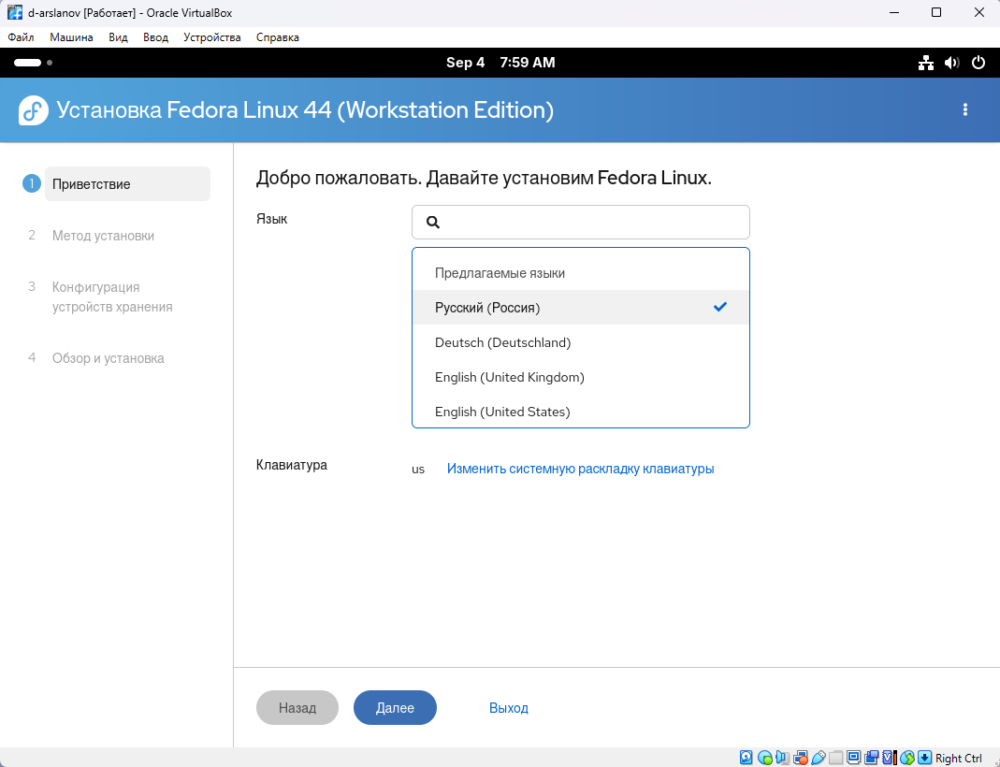 d-arslanov [Работает] - Oracle VirtualBox
Файл Машина Вид Ввод Устройства Справка
Sep 4 7:59 AM
Установка Fedora Linux 44 (Workstation Edition)
1 Приветствие
2 Метод установки
3 Конфигурация
устройств хранения
4 Обзор и установка
Добро пожаловать. Давайте установим Fedora Linux.
Язык
Предлагаемые языки
Русский (Россия)
Deutsch (Deutschland)
English (United Kingdom)
English (United States)
Клавиатура
us Изменить системную раскладку клавиатуры
Назад Далее Выход
Right Ctrl